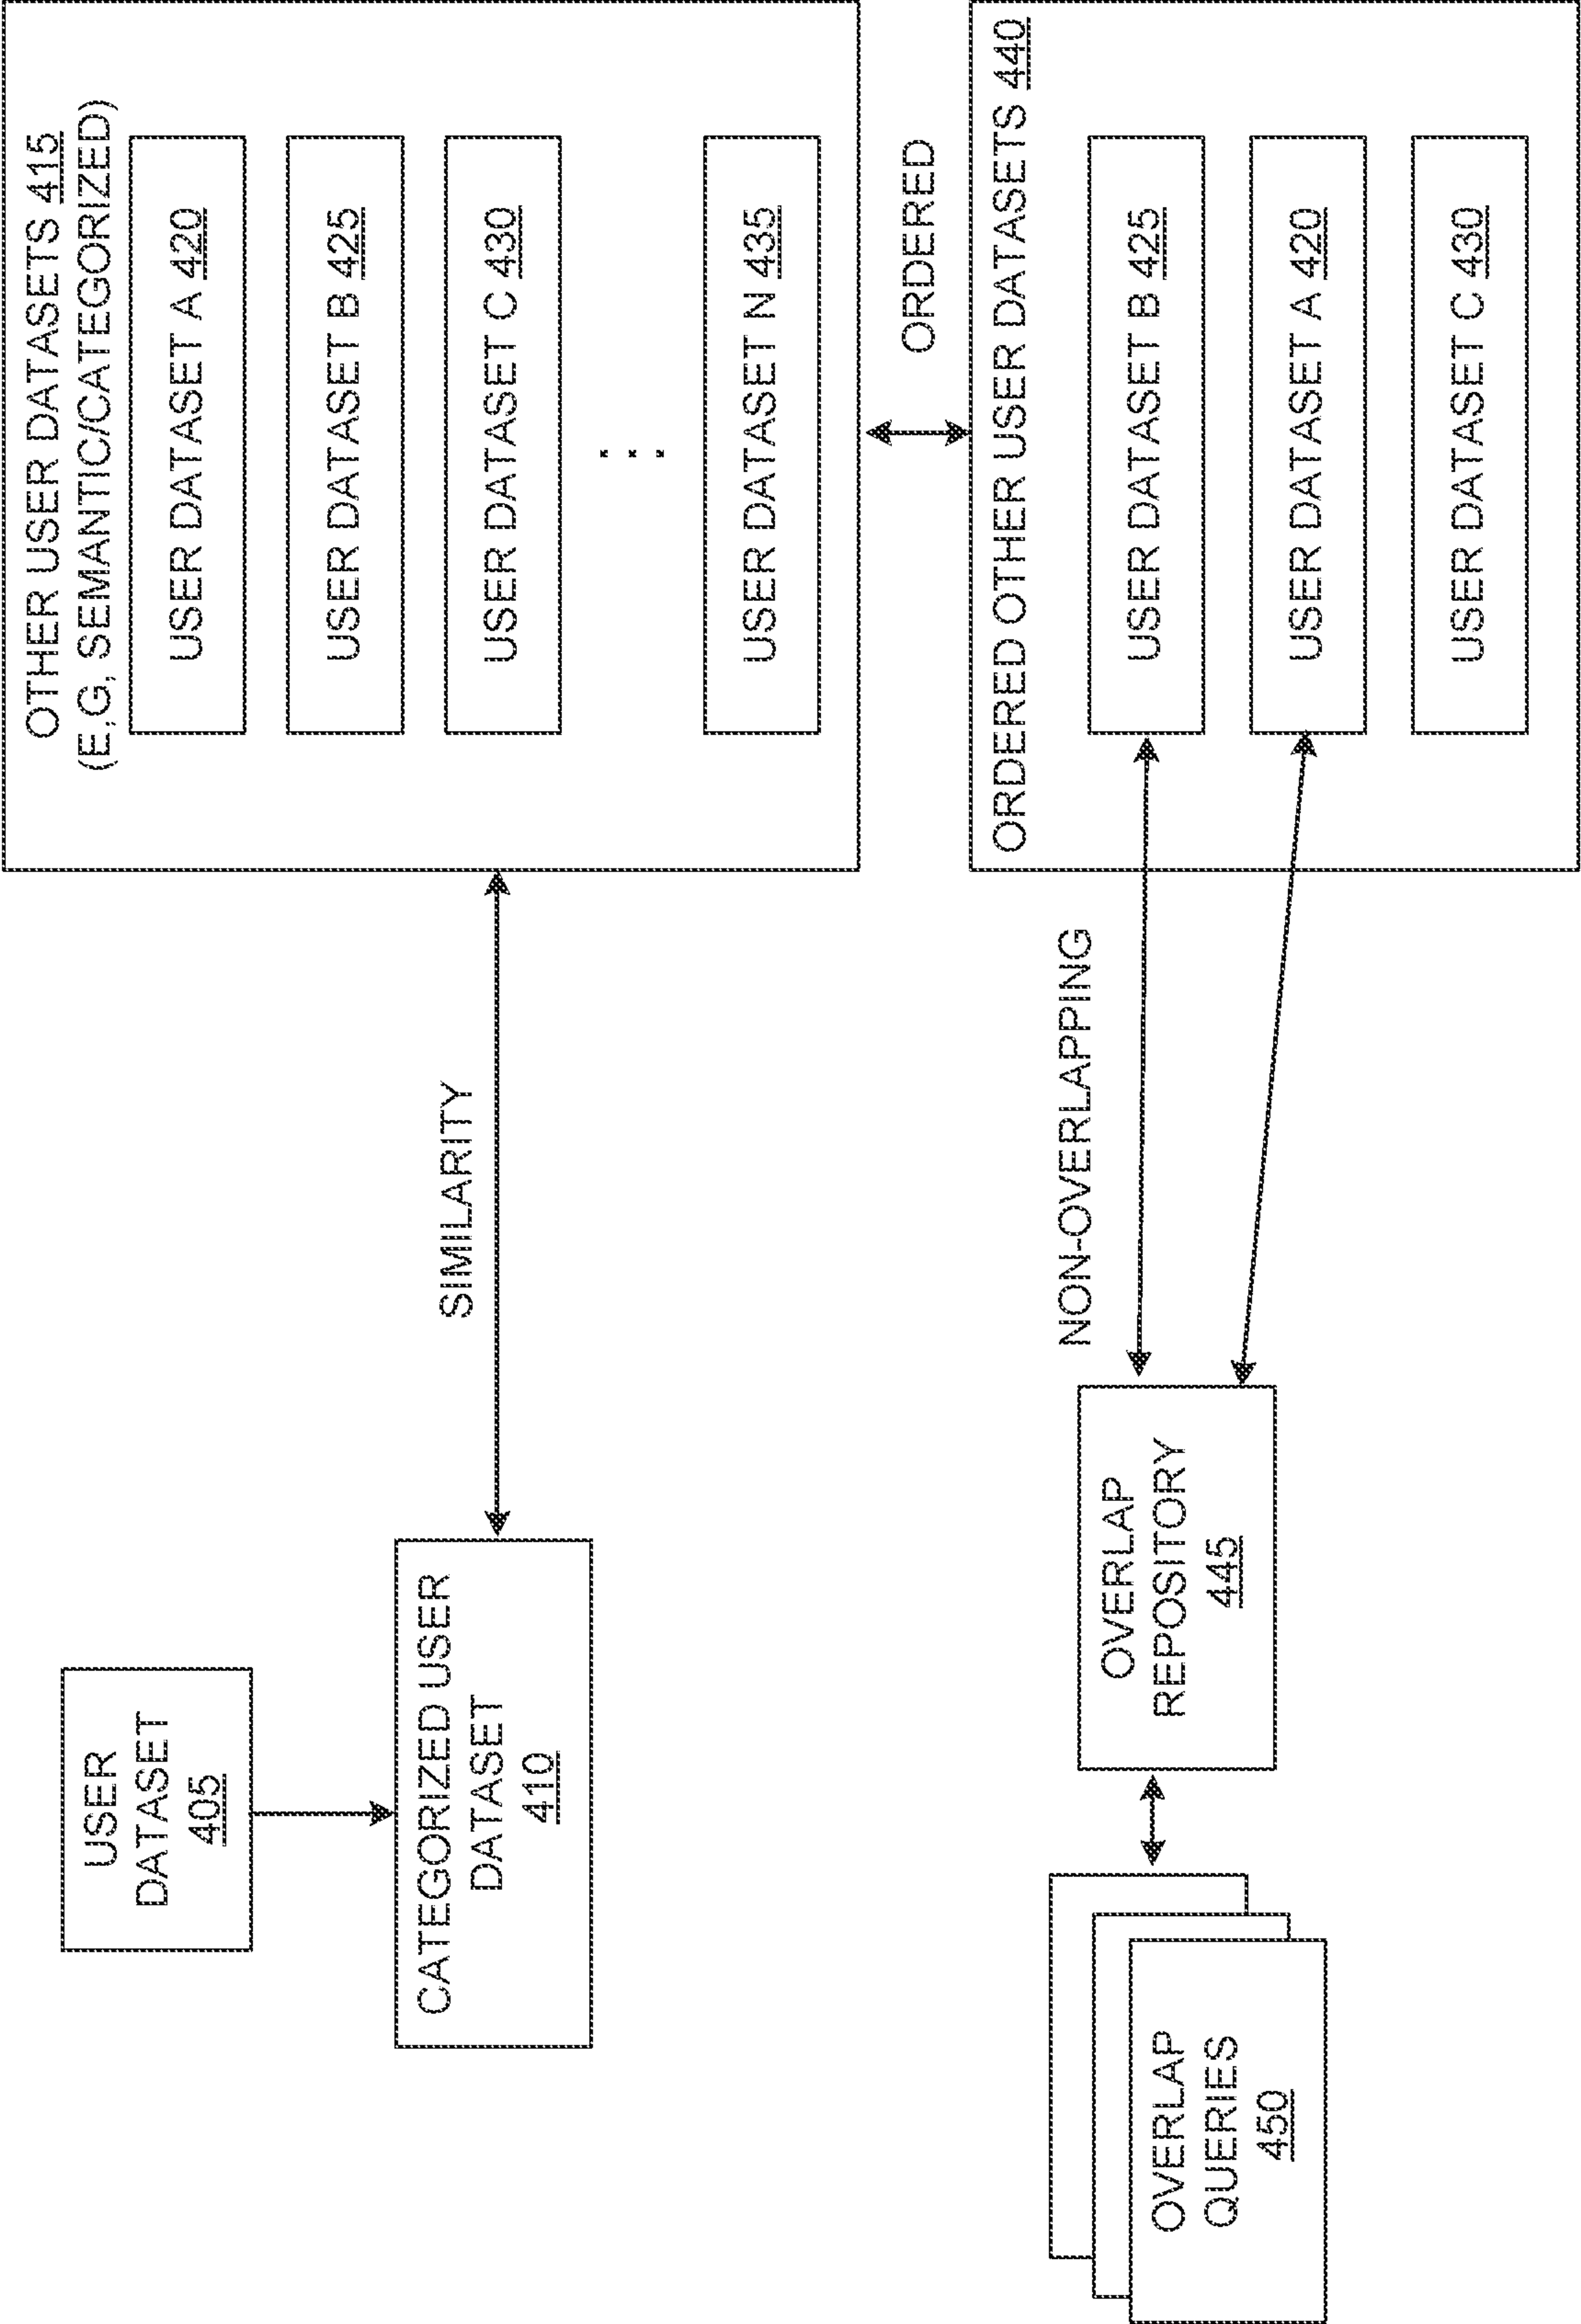 USER
DATASET
405
CATEGORIZED USER
DATASET
410
SIMILARITY
OTHER USER DATASETS 415
(E,G, SEMANTIC/CATEGORIZED)
USER DATASET A 420
USER DATASET B 425
USER DATASET C 430
. . .
USER DATASET N 435
ORDERED
ORDERED OTHER USER DATASETS 440
USER DATASET B 425
USER DATASET A 420
USER DATASET C 430
NON-OVERLAPPING
OVERLAP
REPOSITORY
445
OVERLAP
QUERIES
450